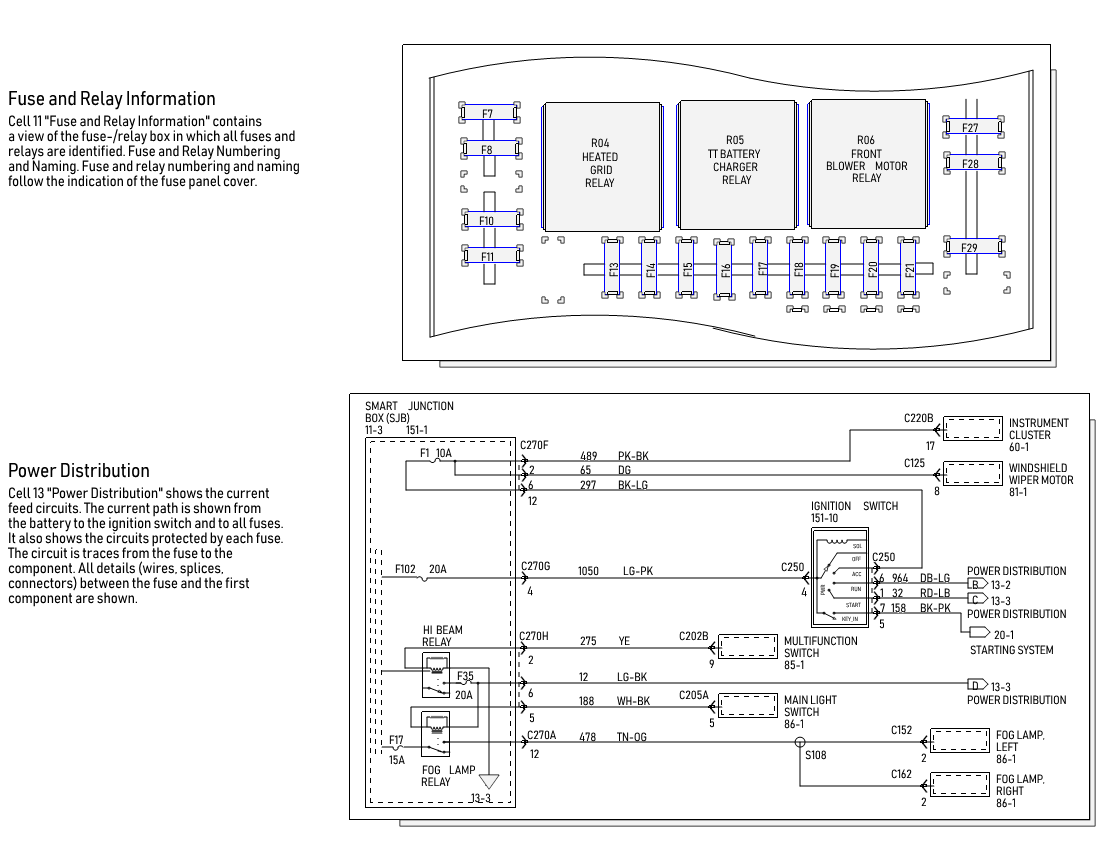 Fuse and Relay Information
Cell 11 "Fuse and Relay Information" contains
a view of the fuse-/relay box in which all fuses and
relays are identified. Fuse and Relay Numbering
and Naming. Fuse and relay numbering and naming
follow the indication of the fuse panel cover.
F7
F8
F10
F11
R04
HEATED
GRID
RELAY
R05
TT BATTERY
CHARGER
RELAY
R06
FRONT
BLOWER MOTOR
RELAY
F27
F28
F29
F13
F14
F15
F16
F17
F18
F19
F20
F21
Power Distribution
Cell 13 "Power Distribution" shows the current
feed circuits. The current path is shown from
the battery to the ignition switch and to all fuses.
It also shows the circuits protected by each fuse.
The circuit is traces from the fuse to the
component. All details (wires, splices,
connectors) between the fuse and the first
component are shown.
SMART JUNCTION
BOX (SJB)
11-3 151-1
F1 10A
C270F
489 PK-BK
2
65 DG
6
297 BK-LG
12
C220B
17
INSTRUMENT
CLUSTER
60-1
C125
8
WINDSHIELD
WIPER MOTOR
81-1
IGNITION SWITCH
151-10
SOL
OFF
ACC
RUN
START
KEY_IN
PWR
F102 20A
C270G
4
1050 LG-PK
C250
4
C250
6 964 DB-LG
1 32 RD-LB
7 158 BK-PK
5
POWER DISTRIBUTION
B 13-2
C 13-3
POWER DISTRIBUTION
20-1
STARTING SYSTEM
HI BEAM
RELAY
C270H
2
275 YE
C202B
9
MULTIFUNCTION
SWITCH
85-1
F35
20A
6
12 LG-BK
D 13-3
POWER DISTRIBUTION
5
188 WH-BK
C205A
5
MAIN LIGHT
SWITCH
86-1
F17
15A
C270A
12
478 TN-OG
S108
C152
2
FOG LAMP,
LEFT
86-1
FOG LAMP
RELAY
13-3
C162
2
FOG LAMP,
RIGHT
86-1